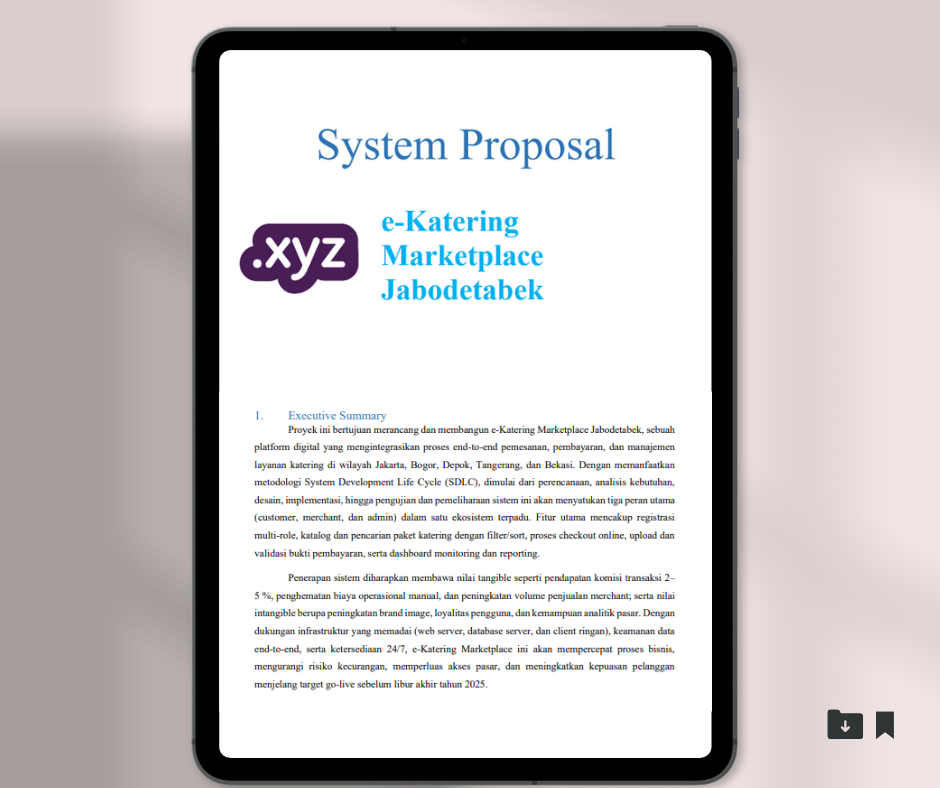 System Proposal
.xyz
e-Katering
Marketplace
Jabodetabek
1. Executive Summary
Proyek ini bertujuan merancang dan membangun e-Katering Marketplace Jabodetabek, sebuah
platform digital yang mengintegrasikan proses end-to-end pemesanan, pembayaran, dan manajemen
layanan katering di wilayah Jakarta, Bogor, Depok, Tangerang, dan Bekasi. Dengan memanfaatkan
metodologi System Development Life Cycle (SDLC), dimulai dari perencanaan, analisis kebutuhan,
desain, implementasi, hingga pengujian dan pemeliharaan sistem ini akan menyatukan tiga peran utama
(customer, merchant, dan admin) dalam satu ekosistem terpadu. Fitur utama mencakup registrasi
multi-role, katalog dan pencarian paket katering dengan filter/sort, proses checkout online, upload dan
validasi bukti pembayaran, serta dashboard monitoring dan reporting.
Penerapan sistem diharapkan membawa nilai tangible seperti pendapatan komisi transaksi 2–
5 %, penghematan biaya operasional manual, dan peningkatan volume penjualan merchant; serta nilai
intangible berupa peningkatan brand image, loyalitas pengguna, dan kemampuan analitik pasar. Dengan
dukungan infrastruktur yang memadai (web server, database server, dan client ringan), keamanan data
end-to-end, serta ketersediaan 24/7, e-Katering Marketplace ini akan mempercepat proses bisnis,
mengurangi risiko kecurangan, memperluas akses pasar, dan meningkatkan kepuasan pelanggan
menjelang target go-live sebelum libur akhir tahun 2025.